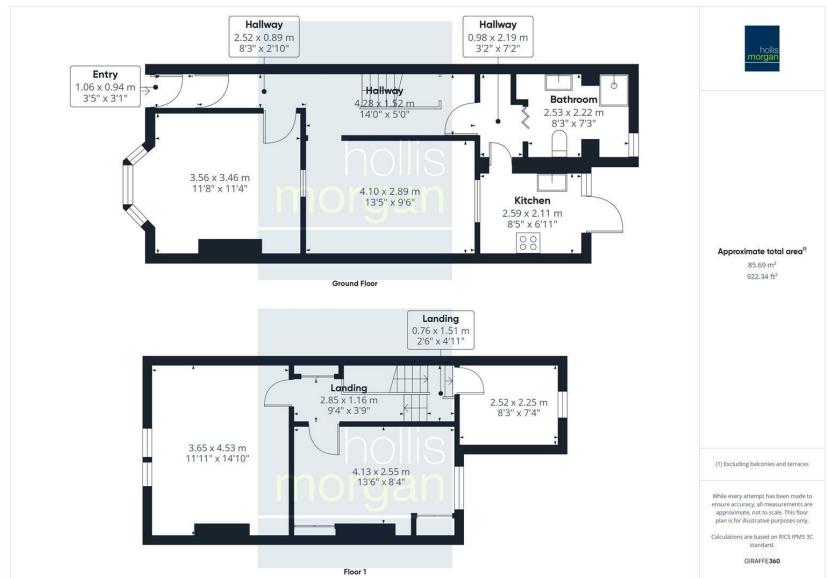 Hallway
2.52 x 0.89 m
8'3" x 2'10"
Hallway
0.98 x 2.19 m
3'2" x 7'2"
Entry
1.06 x 0.94 m
3'5" x 3'1"
Hallway
4.28 x 1.52 m
14'0" x 5'0"
Bathroom
2.53 x 2.22 m
8'3" x 7'3"
3.56 x 3.46 m
11'8" x 11'4"
hollis
morgan
4.10 x 2.89 m
13'5" x 9'6"
Kitchen
2.59 x 2.11 m
8'5" x 6'11"
Ground Floor
Landing
0.76 x 1.51 m
2'6" x 4'11"
Landing
2.85 x 1.16 m
9'4" x 3'9"
2.52 x 2.25 m
8'3" x 7'4"
3.65 x 4.53 m
11'11" x 14'10"
hollis
morgan
4.13 x 2.55 m
13'6" x 8'4"
Floor 1
hollis
morgan
Approximate total area(1)
85.69 m²
922.34 ft²
(1) Excluding balconies and terraces
While every attempt has been made to
ensure accuracy, all measurements are
approximate, not to scale. This floor
plan is for illustrative purposes only.
Calculations are based on RICS IPMS 3C
standard.
GIRAFFE360